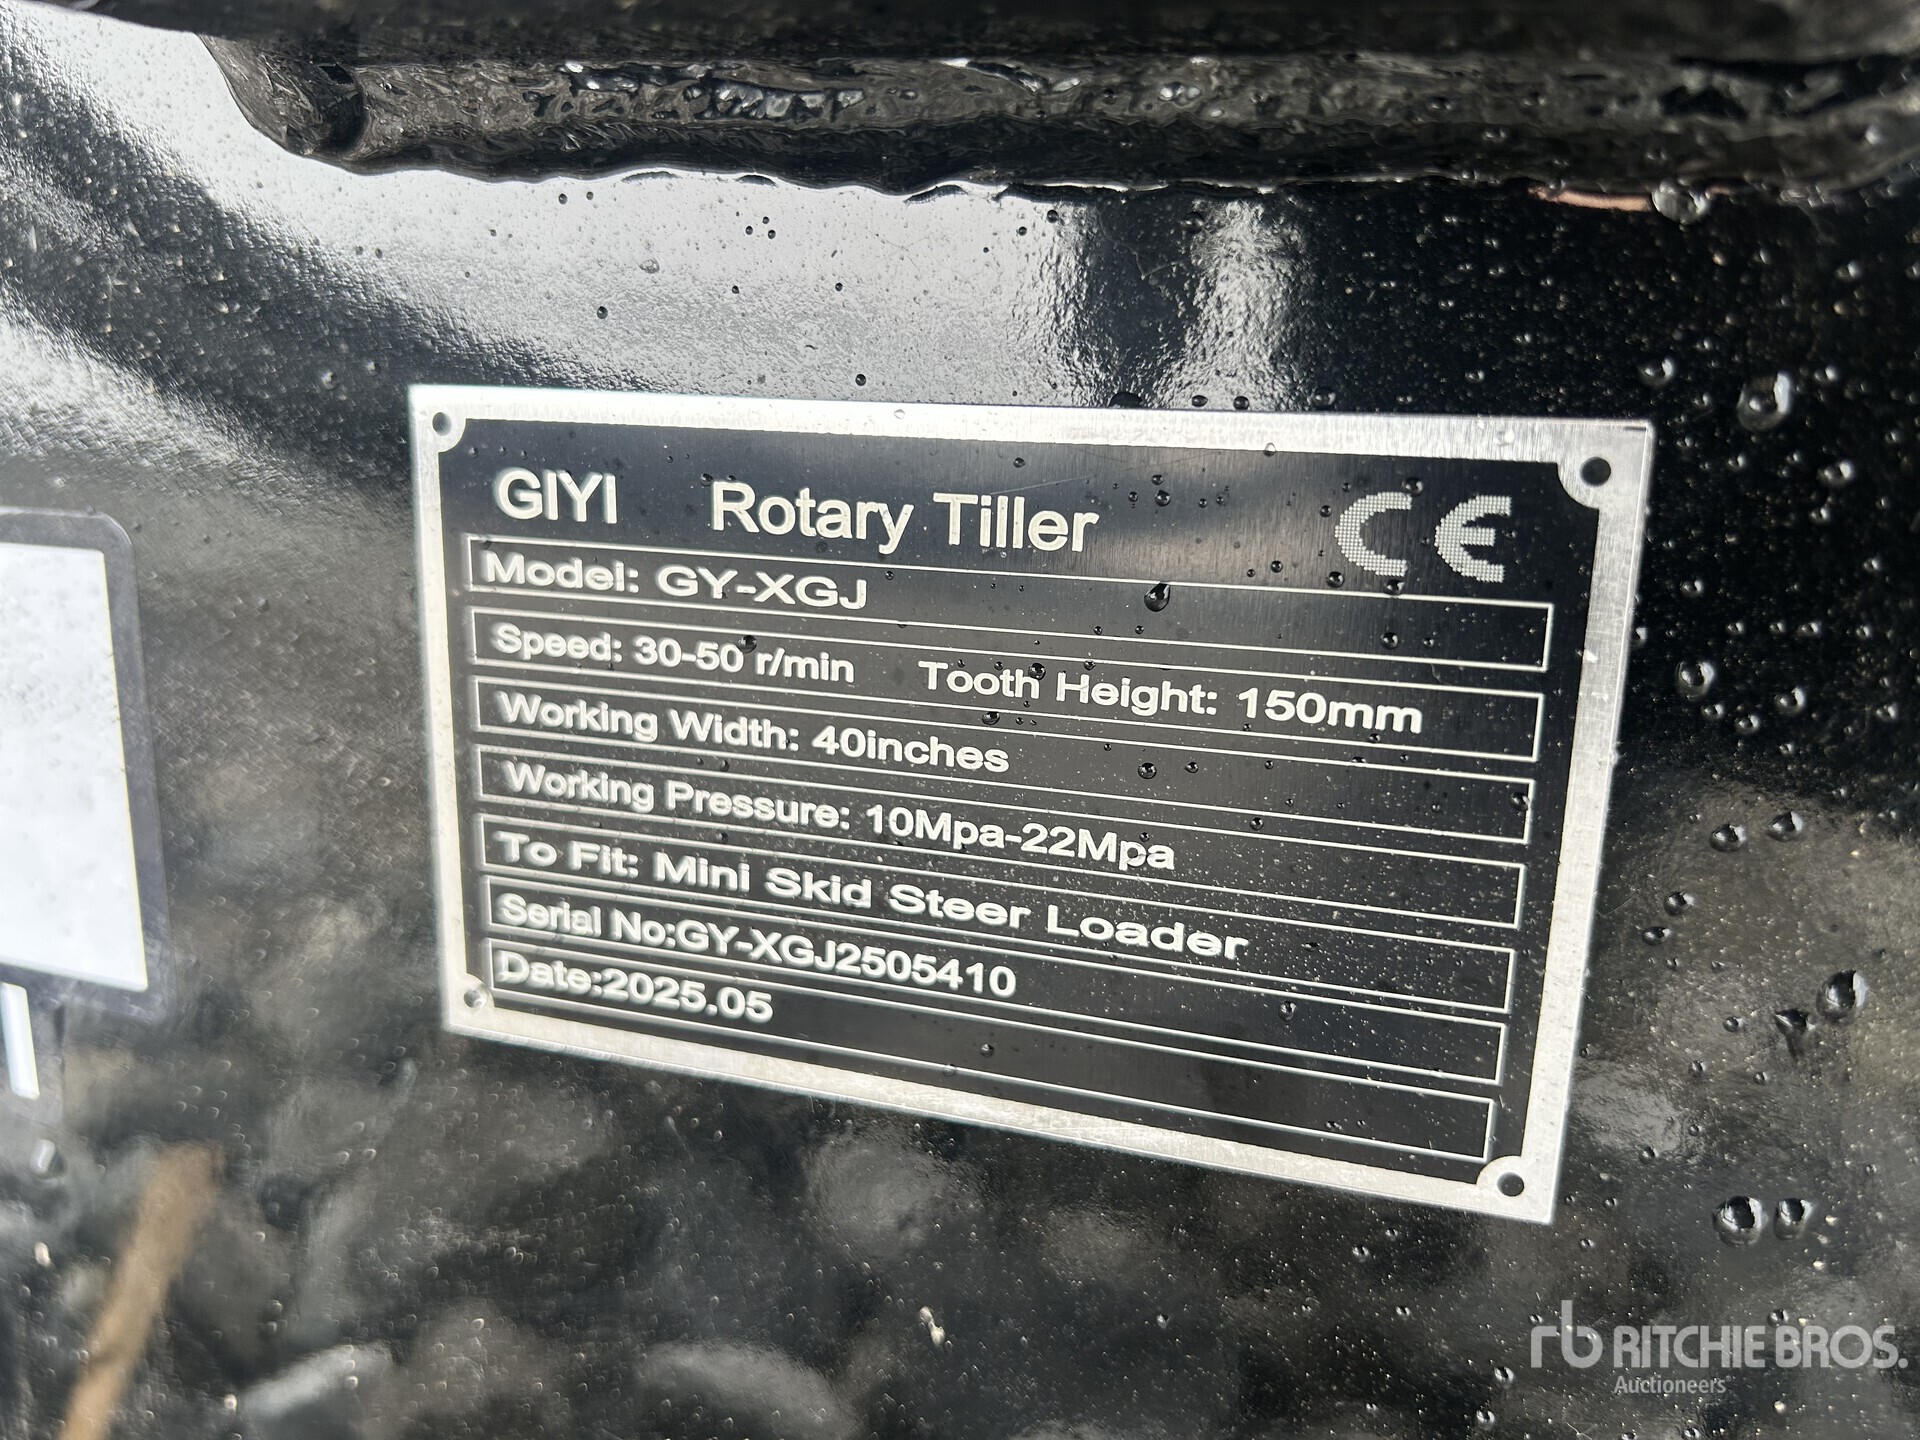 GIYI Rotary Tiller CE
Model: GY-XGJ
Speed: 30-50 r/min Tooth Height: 150mm
Working Width: 40inches
Working Pressure: 10Mpa-22Mpa
To Fit: Mini Skid Steer Loader
Serial No:GY-XGJ2505410
Date:2025.05
rb RITCHIE BROS.
Auctioneers